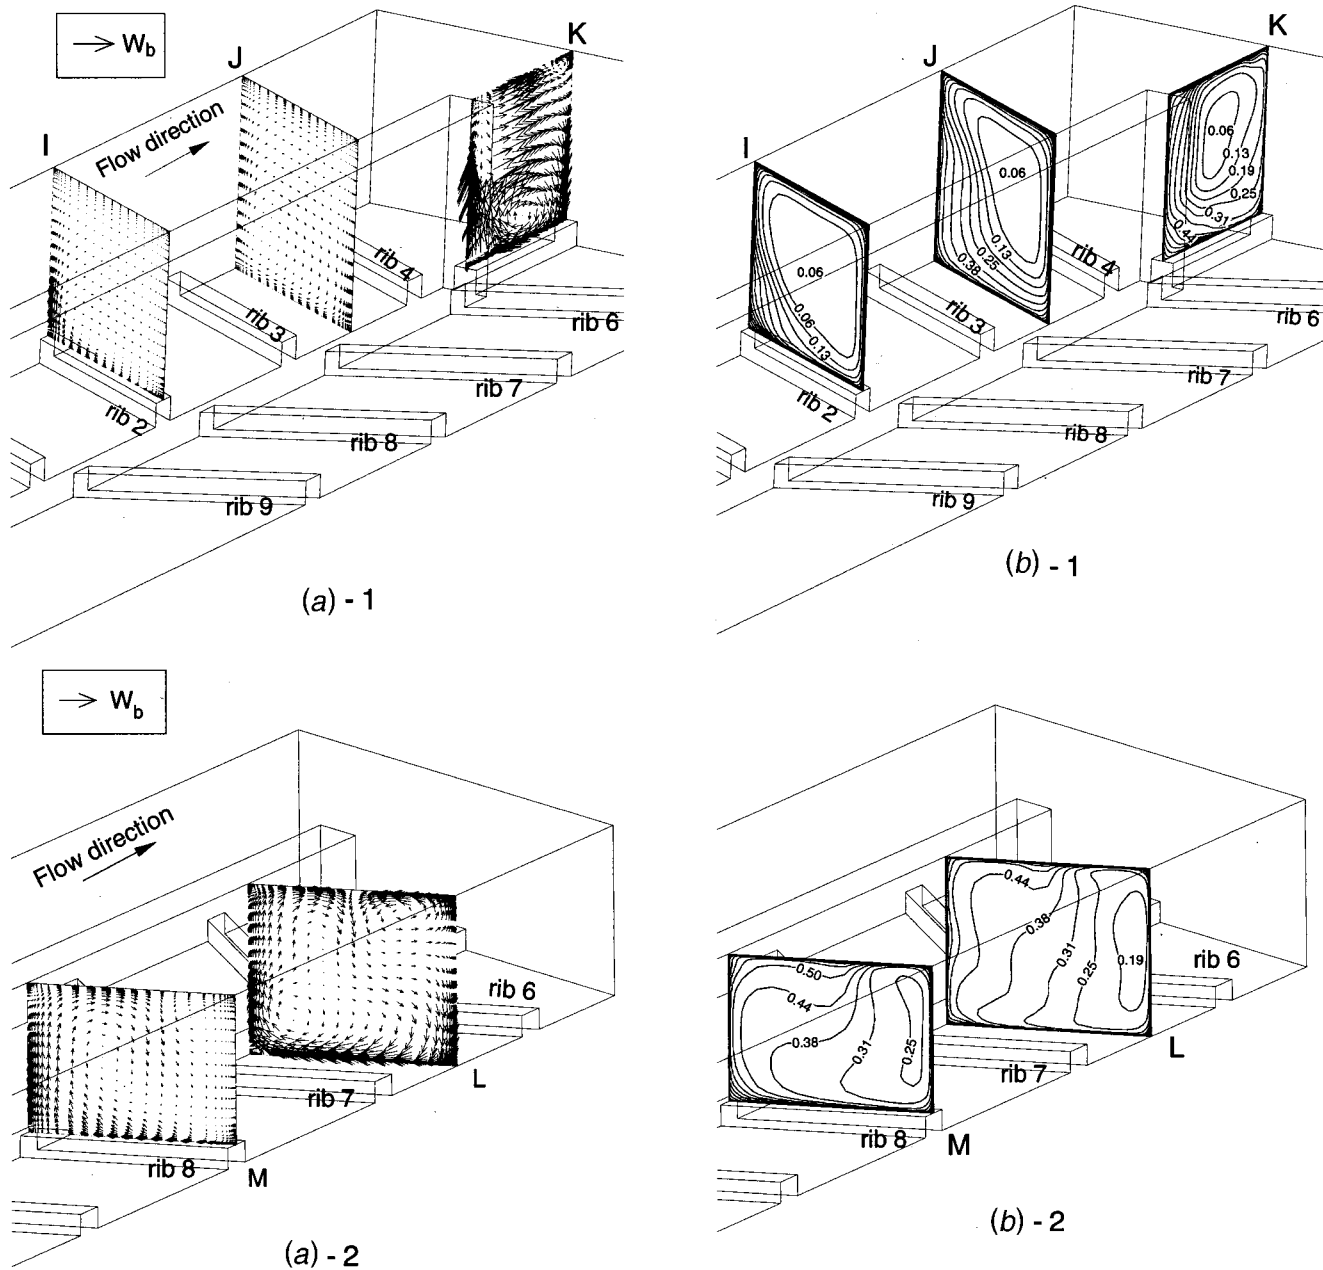 W_b
I
J
K
Flow direction
rib 2
rib 3
rib 4
rib 6
rib 7
rib 8
rib 9
(a) - 1
I
J
K
0.06
0.06
0.13
0.06
0.13
0.25
0.38
0.06
0.13
0.19
0.25
0.31
0.44
rib 2
rib 3
rib 4
rib 6
rib 7
rib 8
rib 9
(b) - 1
W_b
Flow direction
rib 6
L
rib 7
rib 8
M
(a) - 2
0.44
0.38
0.31
0.25
0.19
0.50
0.44
0.38
0.31
0.25
rib 6
L
rib 7
rib 8
M
(b) - 2